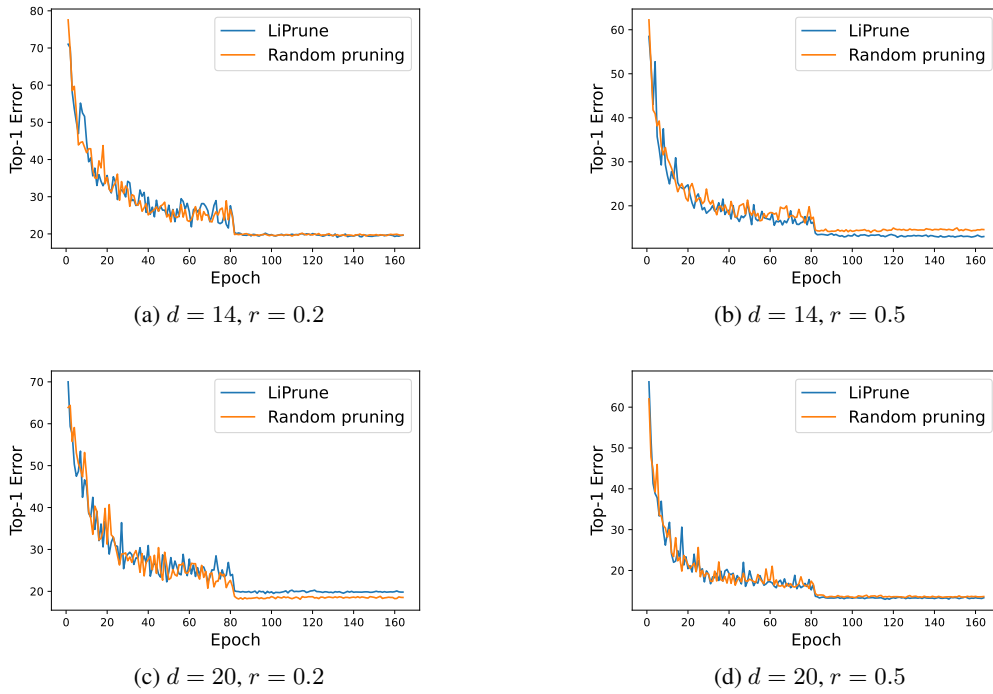 80
70
60
50
40
30
20
Top-1 Error
LiPrune
Random pruning
0 20 40 60 80 100 120 140 160
Epoch
(a) d = 14, r = 0.2
60
50
40
30
20
Top-1 Error
LiPrune
Random pruning
0 20 40 60 80 100 120 140 160
Epoch
(b) d = 14, r = 0.5
70
60
50
40
30
20
Top-1 Error
LiPrune
Random pruning
0 20 40 60 80 100 120 140 160
Epoch
(c) d = 20, r = 0.2
60
50
40
30
20
Top-1 Error
LiPrune
Random pruning
0 20 40 60 80 100 120 140 160
Epoch
(d) d = 20, r = 0.5